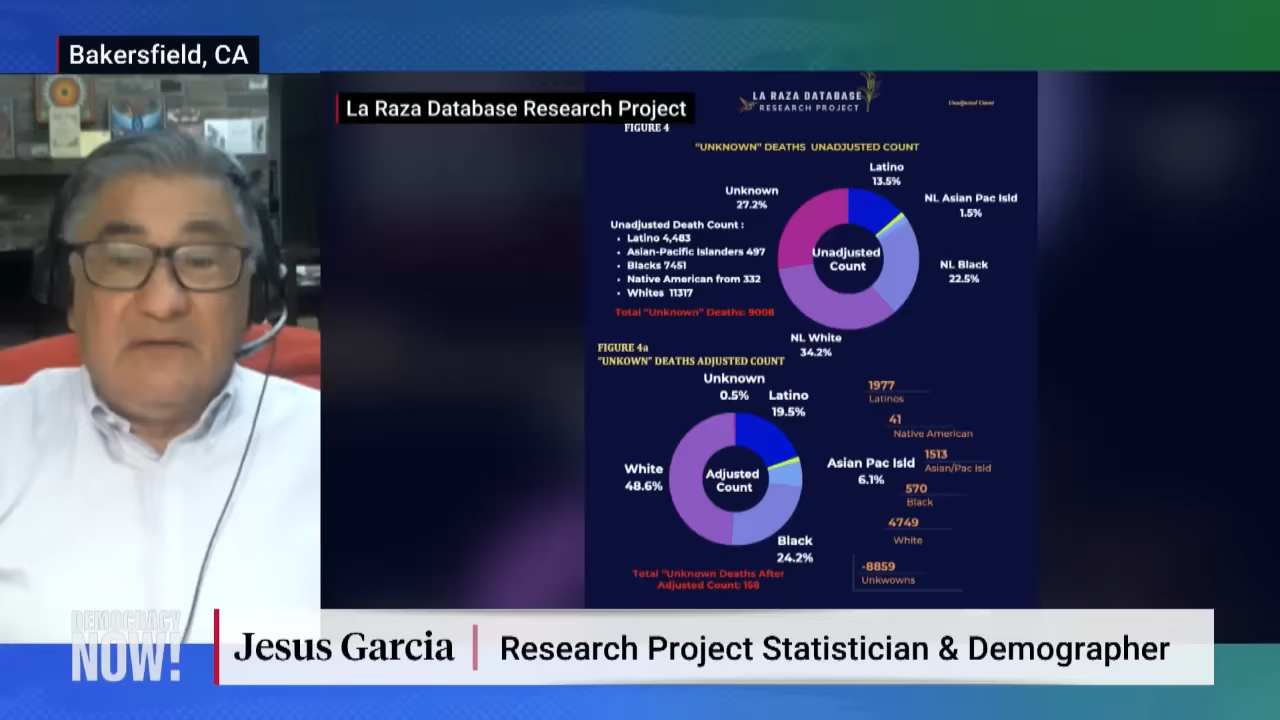 Bakersfield, CA
La Raza Database Research Project
LA RAZA DATABASE
RESEARCH PROJECT
Unadjusted Count
FIGURE 4
"UNKNOWN" DEATHS UNADJUSTED COUNT
Latino
13.5%
Unknown
27.2%
NL Asian Pac Isld
1.5%
Unadjusted Death Count :
• Latino 4,483
• Asian-Pacific Islanders 497
• Blacks 7451
• Native American from 332
• Whites 11317
Unadjusted
Count
NL Black
22.5%
Total "Unknown" Deaths: 9008
NL White
34.2%
FIGURE 4a
"UNKOWN" DEATHS ADJUSTED COUNT
Unknown
0.5%
Latino
19.5%
White
48.6%
Adjusted
Count
Asian Pac Isld
6.1%
Black
24.2%
Total "Unknown Deaths After
Adjusted Count: 158
1977
Latinos
41
Native American
1513
Asian/Pac Isld
570
Black
4749
White
-8859
Unkwowns
DEMOCRACY
NOW!
Jesus Garcia
Research Project Statistician & Demographer